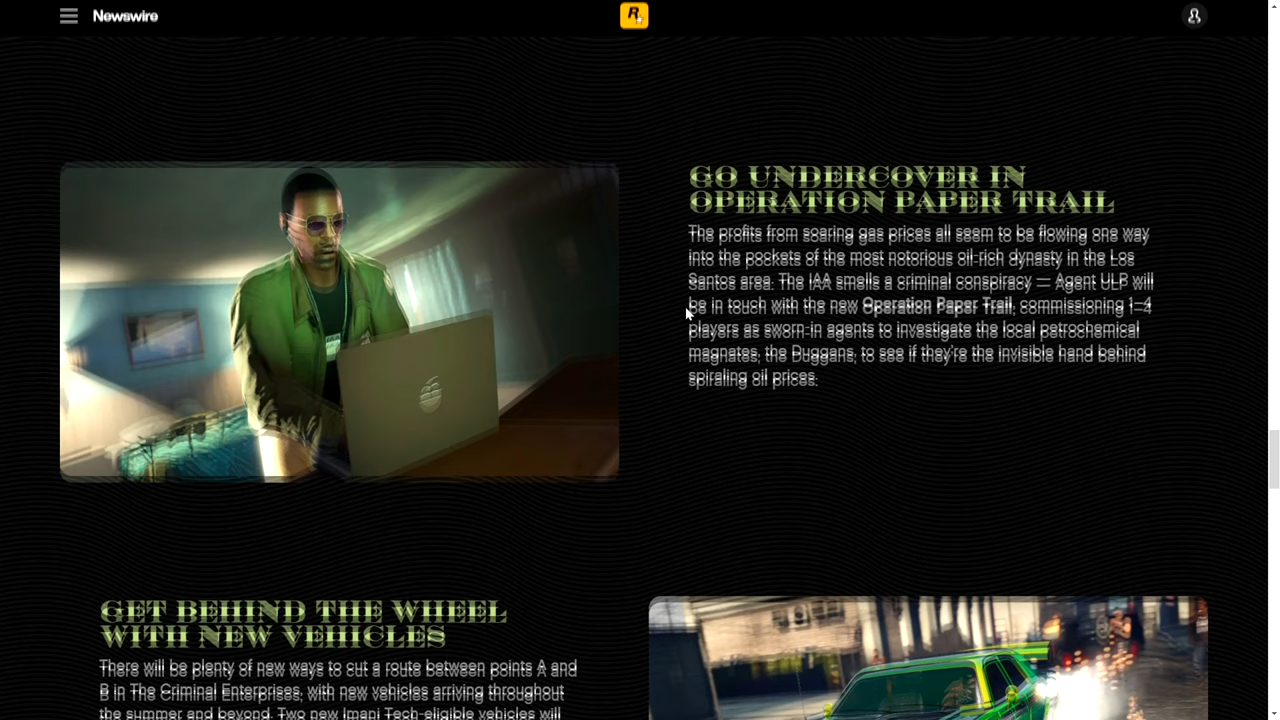 Newswire
GO UNDERCOVER IN
OPERATION PAPER TRAIL
The profits from soaring gas prices all seem to be flowing one way
into the pockets of the most notorious oil-rich dynasty in the Los
Santos area. The IAA smells a criminal conspiracy — Agent ULP will
be in touch with the new Operation Paper Trail, commissioning 1–4
players as sworn-in agents to investigate the local petrochemical
magnates, the Duggans, to see if they're the invisible hand behind
spiraling oil prices.
GET BEHIND THE WHEEL
WITH NEW VEHICLES
There will be plenty of new ways to cut a route between points A and
B in The Criminal Enterprises, with new vehicles arriving throughout
the summer and beyond. Two new Imani Tech-eligible vehicles will